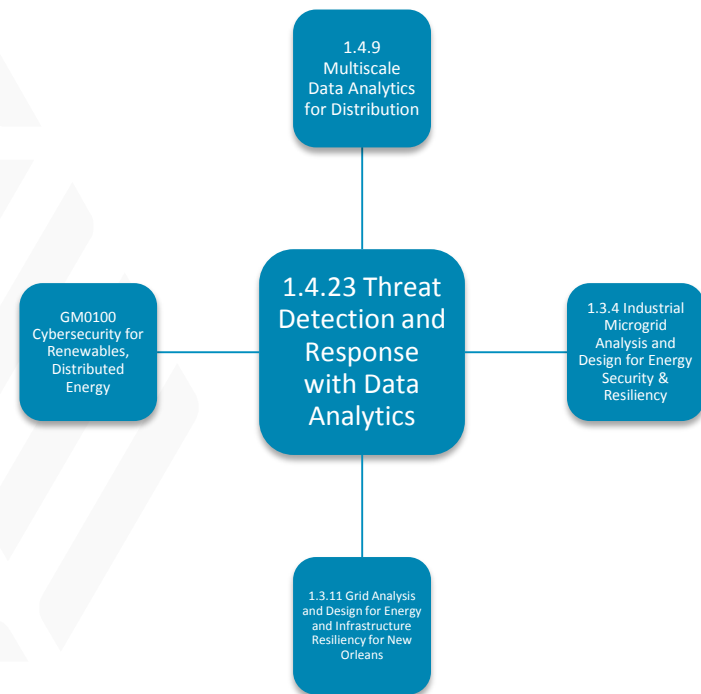 1.4.9
Multiscale
Data Analytics
for Distribution
GM0100
Cybersecurity for
Renewables,
Distributed
Energy
1.4.23 Threat
Detection and
Response
with Data
Analytics
1.3.4 Industrial
Microgrid
Analysis and
Design for Energy
Security &
Resiliency
1.3.11 Grid Analysis
and Design for Energy
and Infrastructure
Resiliency for New
Orleans